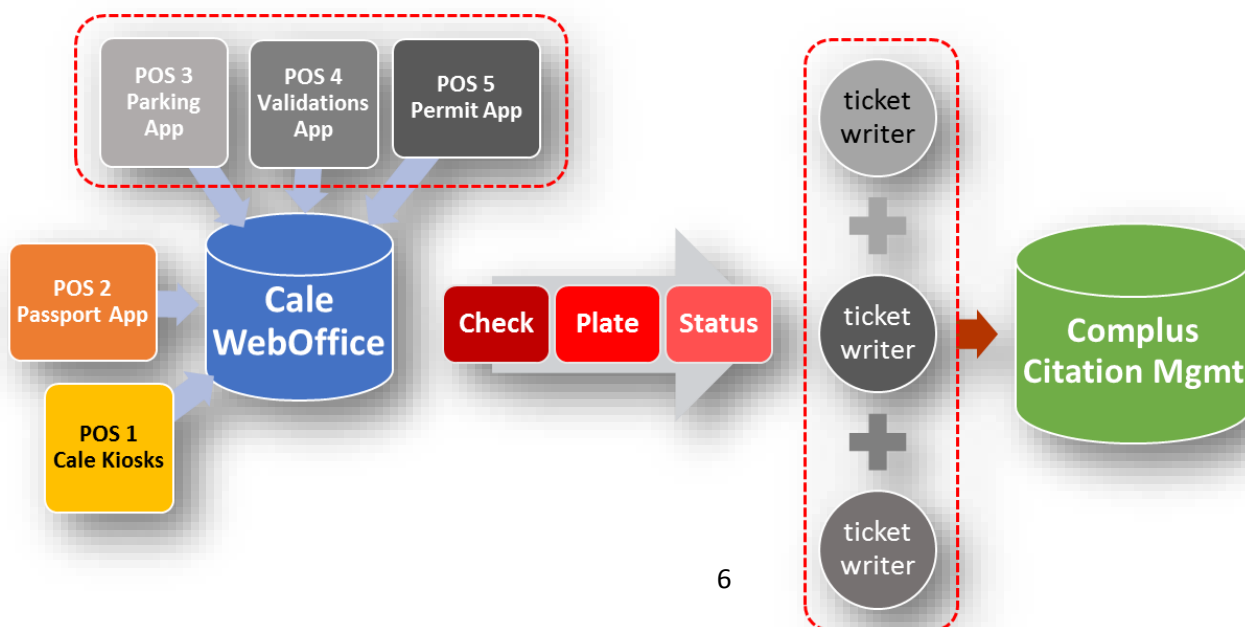 POS 3
Parking
App
POS 4
Validations
App
POS 5
Permit App
POS 2
Passport App
POS 1
Cale Kiosks
Cale
WebOffice
Check
Plate
Status
ticket
writer
ticket
writer
ticket
writer
Complus
Citation Mgmt
6